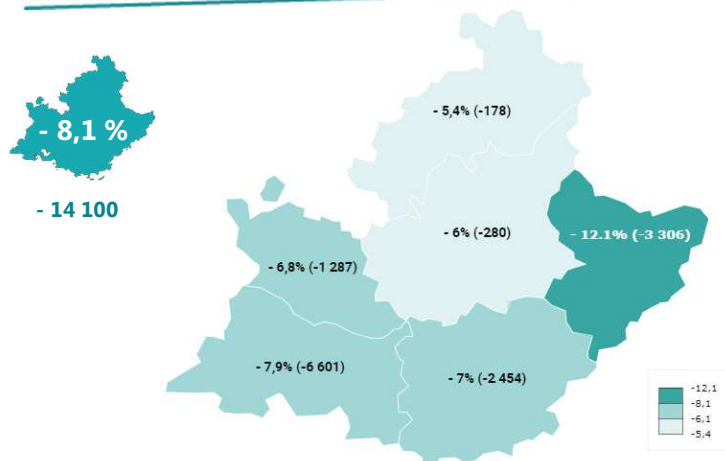 - 8,1 %
- 14 100
- 5,4% (-178)
- 6% (-280)
- 12.1% (-3 306)
- 6,8% (-1 287)
- 7,9% (-6 601)
- 7% (-2 454)
-12,1
-8,1
-6,1
-5,4